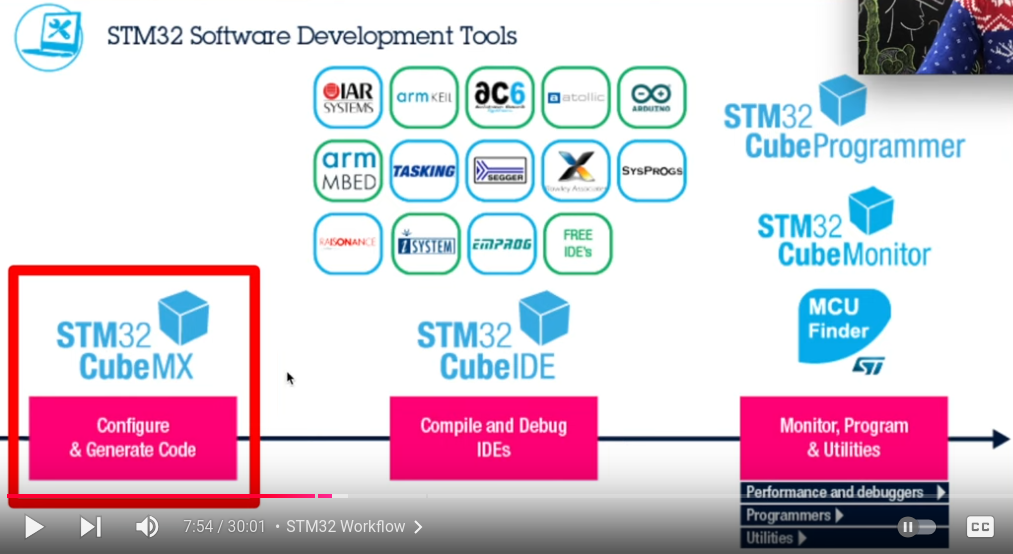 STM32 Software Development Tools
IAR
SYSTEMS
arm KEIL
ac6
atollic
ARDUINO
arm
MBED
TASKING
SEGGER
Rowley Associates
SYSPROGS
RAISONANCE
iSYSTEM
EMPROG
FREE
IDE's
STM32
CubeProgrammer
STM32
CubeMonitor
MCU
Finder
ST
STM32
CubeMX
STM32
CubeIDE
Configure
& Generate Code
Compile and Debug
IDEs
Monitor, Program
& Utilities
Performance and debuggers
Programmers
Utilities
7:54 / 30:01 • STM32 Workflow
CC